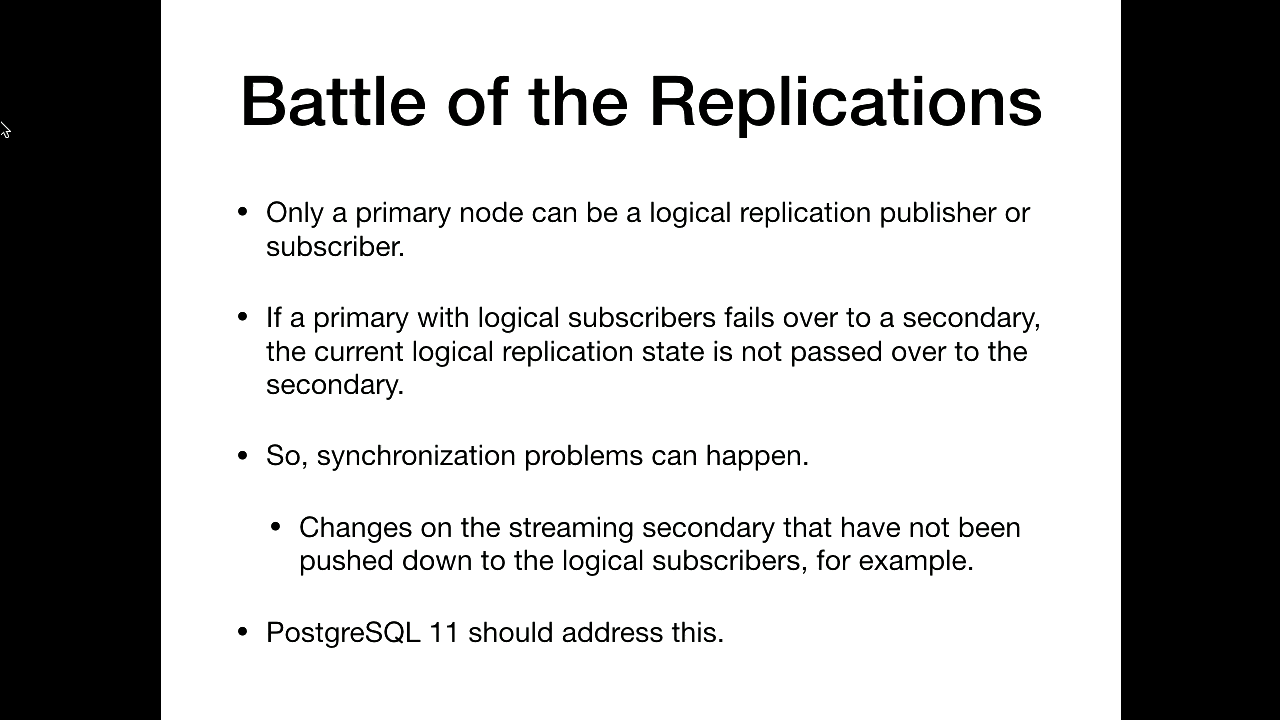 Battle of the Replications
• Only a primary node can be a logical replication publisher or
subscriber.
• If a primary with logical subscribers fails over to a secondary,
the current logical replication state is not passed over to the
secondary.
• So, synchronization problems can happen.
• Changes on the streaming secondary that have not been
pushed down to the logical subscribers, for example.
• PostgreSQL 11 should address this.